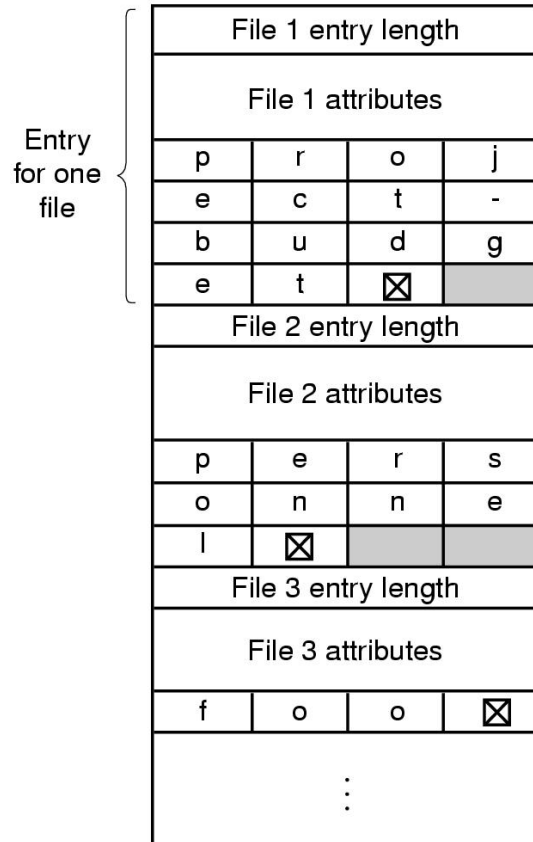 File 1 entry length
File 1 attributes
Entry
for one
file
p r o j
e c t -
b u d g
e t ☒
File 2 entry length
File 2 attributes
p e r s
o n n e
l ☒
File 3 entry length
File 3 attributes
f o o ☒
⋮